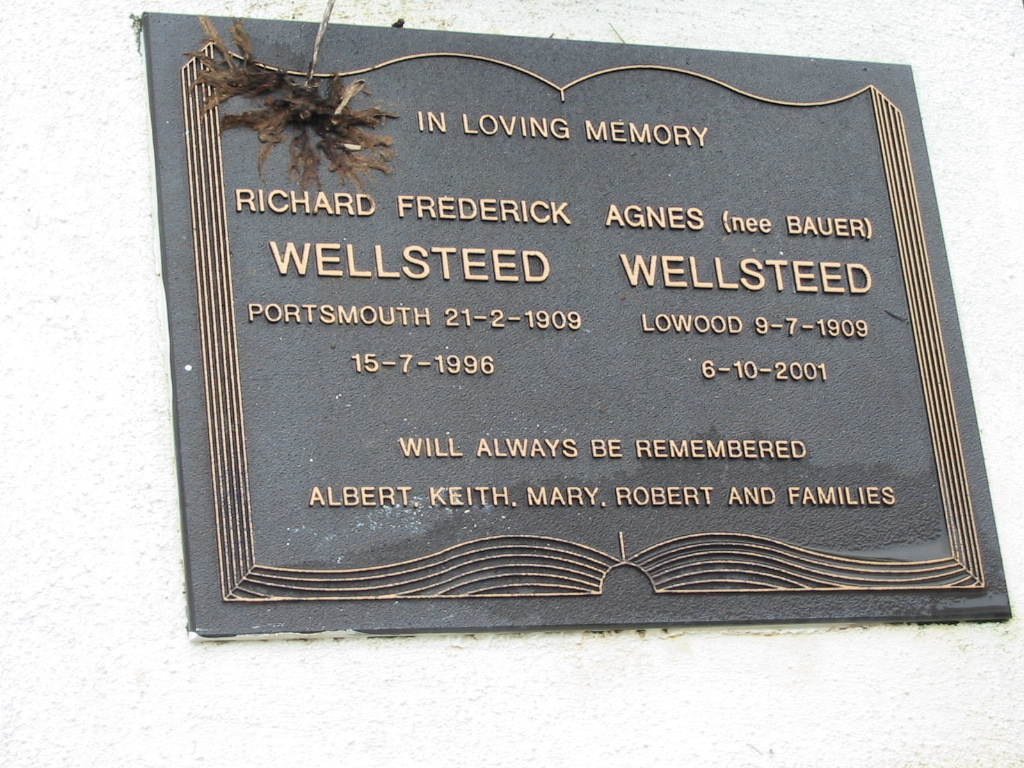 IN LOVING MEMORY
RICHARD FREDERICK
WELLSTEED
PORTSMOUTH 21-2-1909
15-7-1996
AGNES (nee BAUER)
WELLSTEED
LOWOOD 9-7-1909
6-10-2001
WILL ALWAYS BE REMEMBERED
ALBERT, KEITH, MARY, ROBERT AND FAMILIES